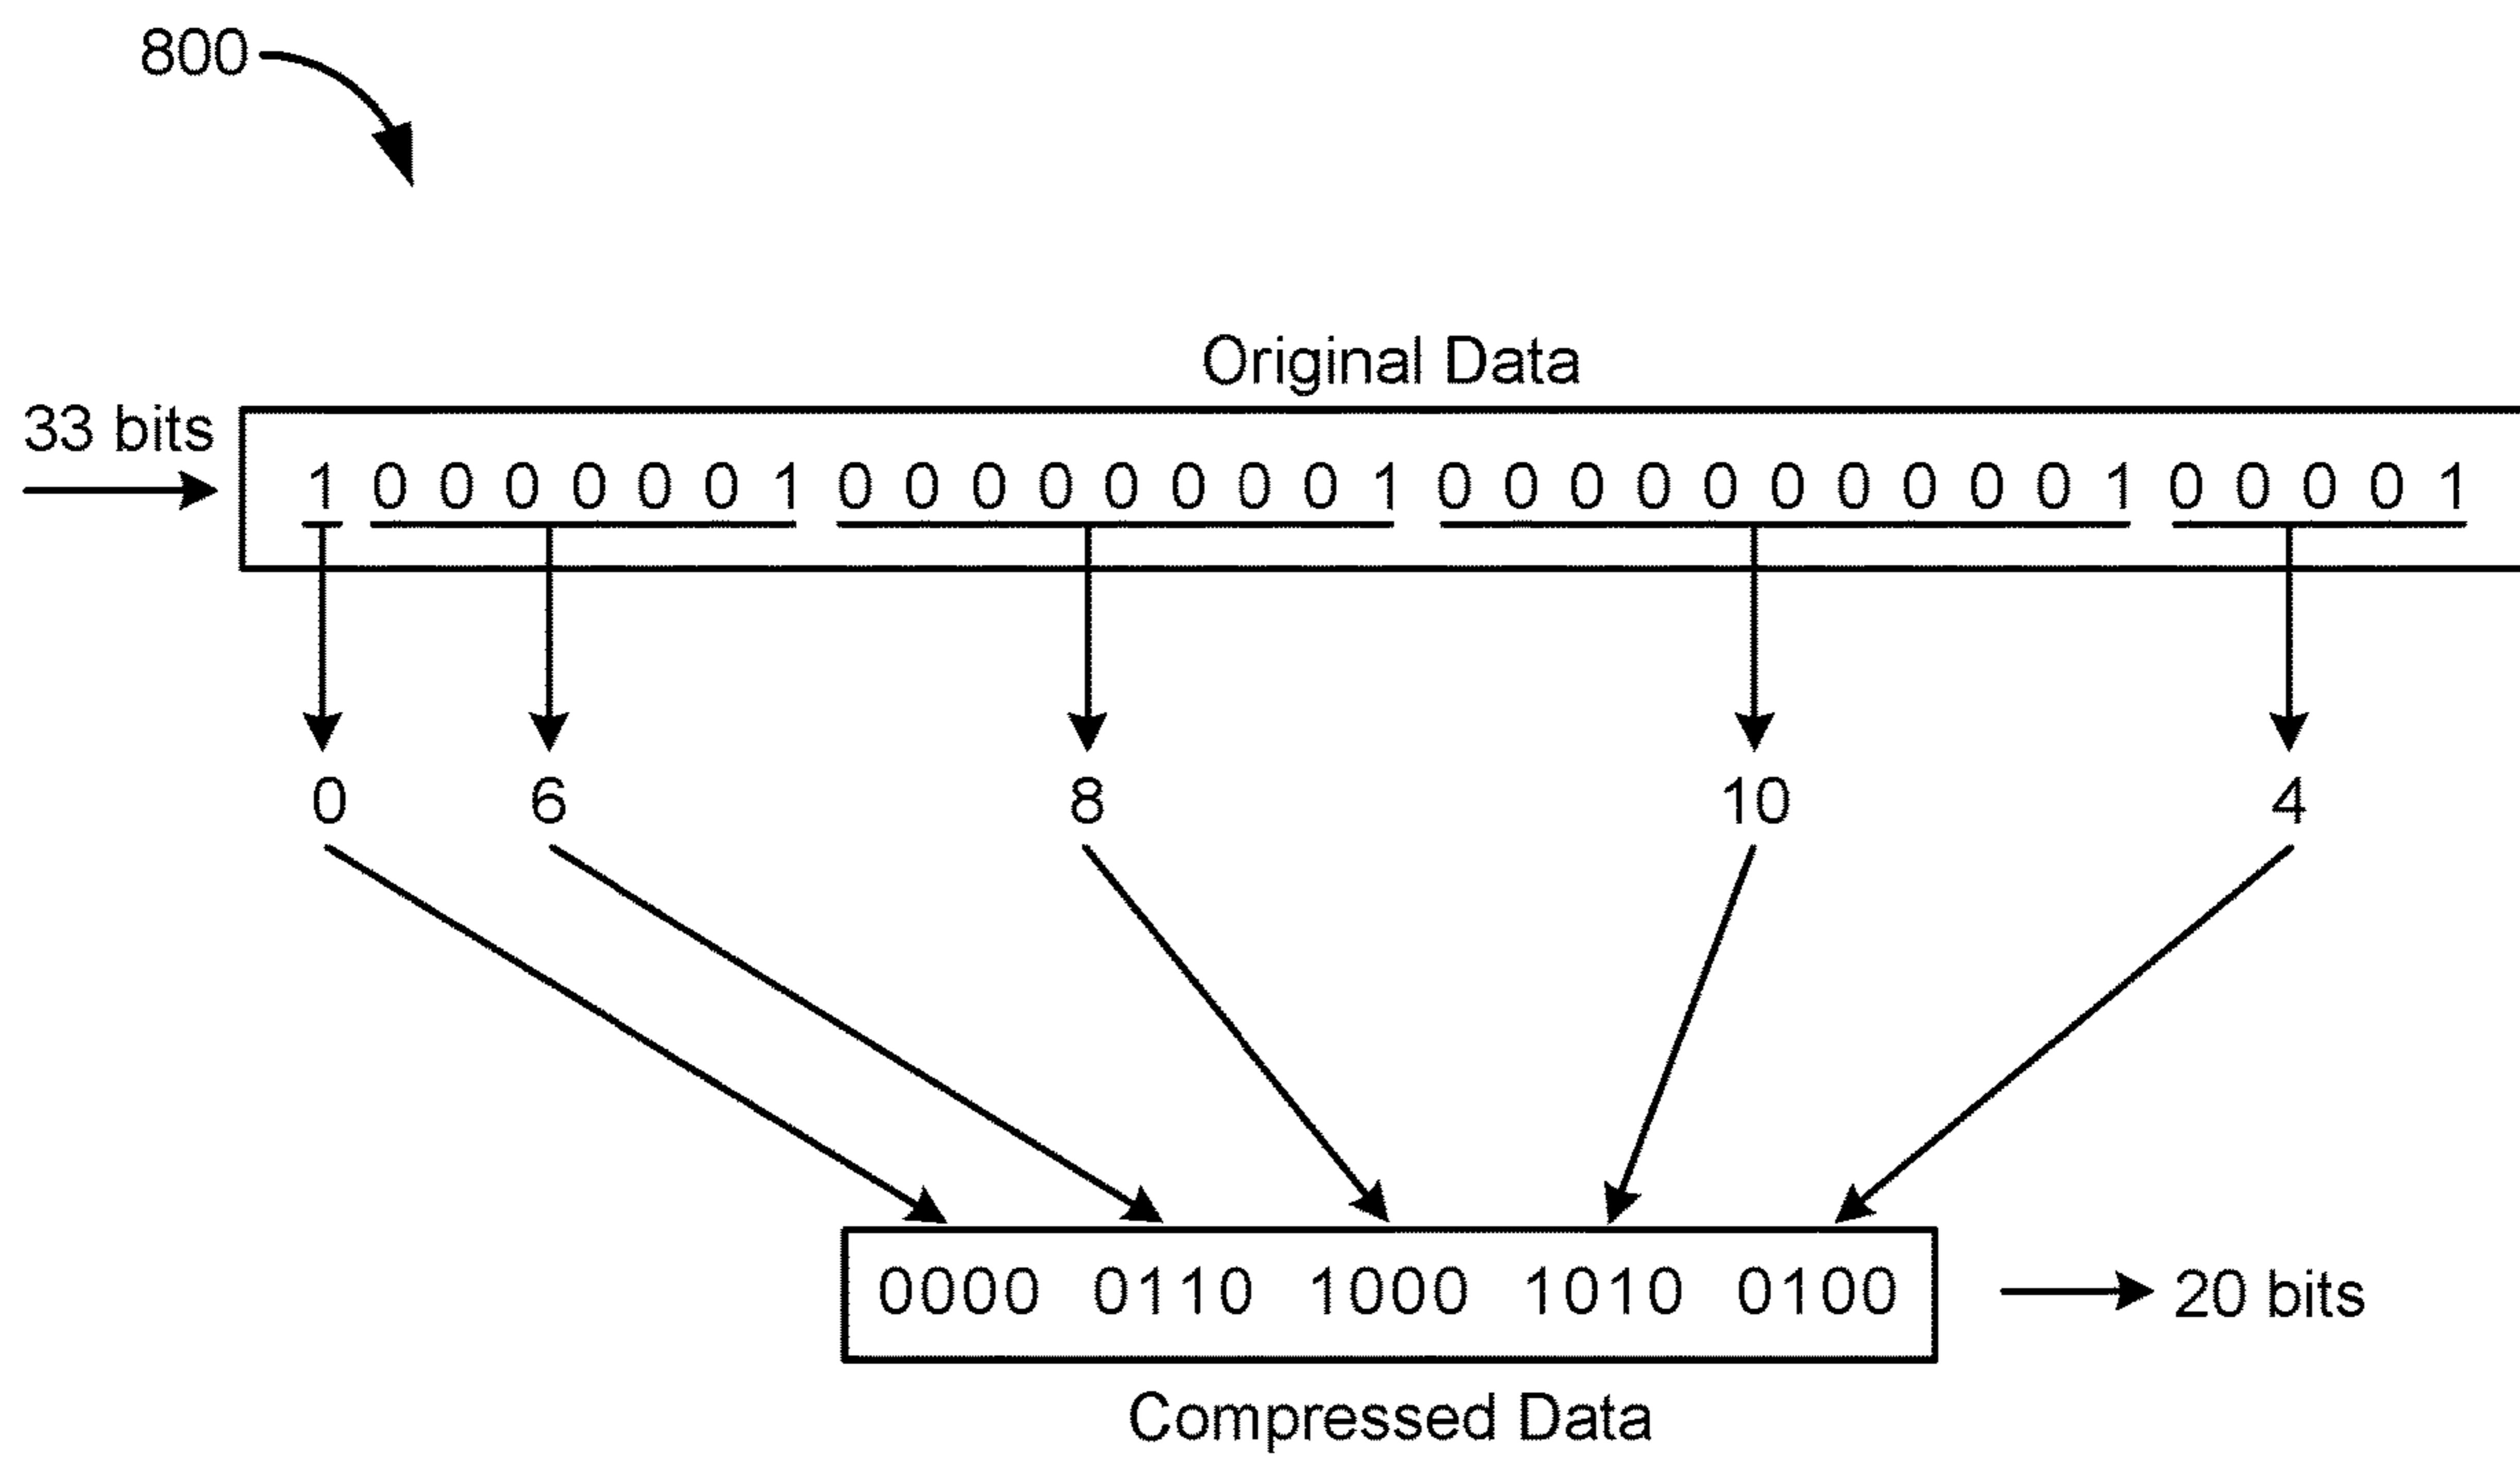 800
Original Data
33 bits
1 0 0 0 0 0 0 1 0 0 0 0 0 0 0 0 1 0 0 0 0 0 0 0 0 0 0 1 0 0 0 0 1
0 6 8 10 4
0000 0110 1000 1010 0100
20 bits
Compressed Data